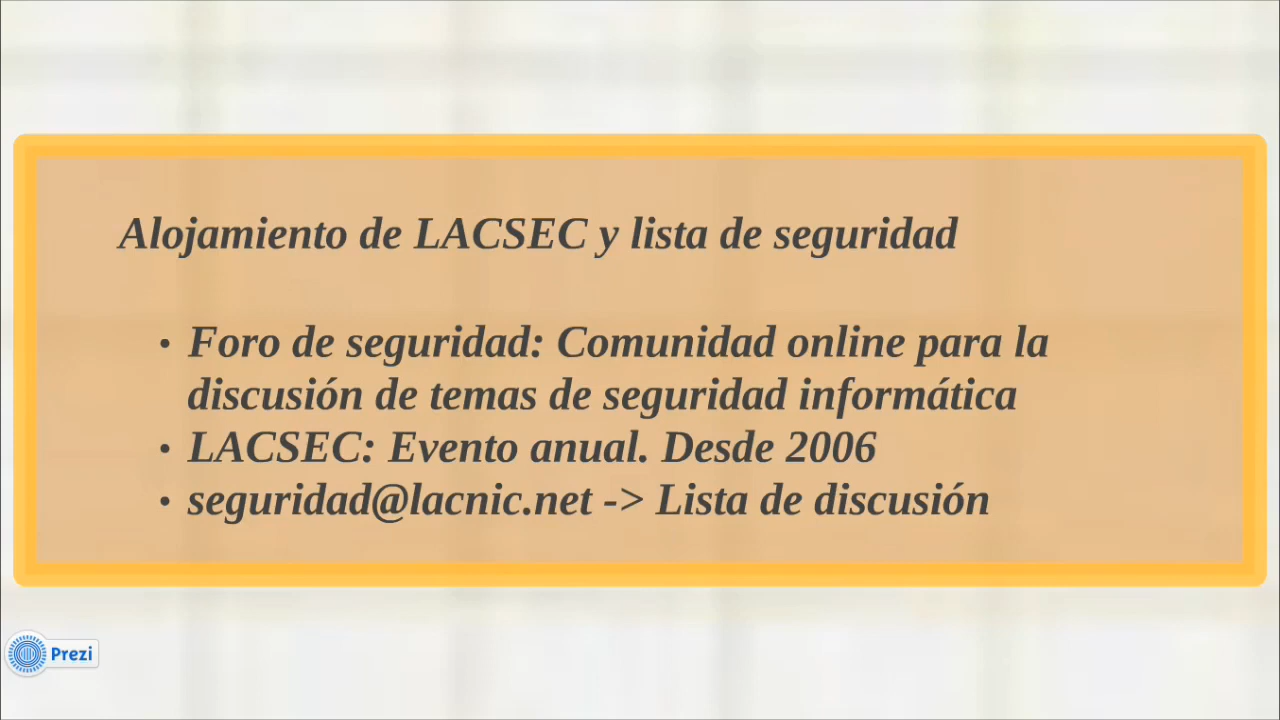 Alojamiento de LACSEC y lista de seguridad
• Foro de seguridad: Comunidad online para la
discusión de temas de seguridad informática
• LACSEC: Evento anual. Desde 2006
• seguridad@lacnic.net -> Lista de discusión
Prezi